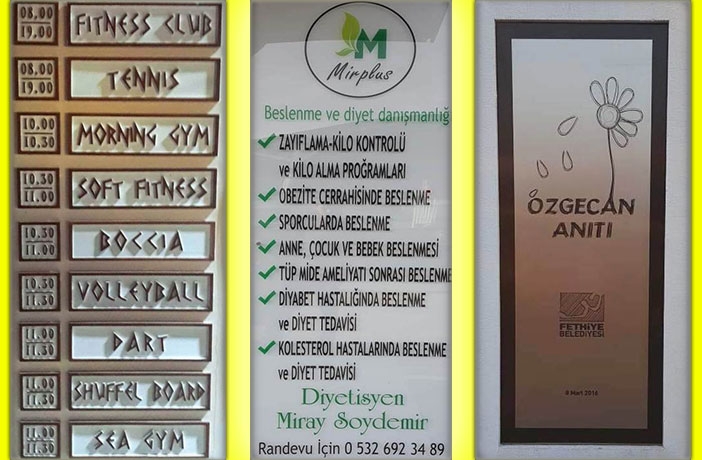 08.00
19.00
FITNESS CLUB
08.00
19.00
TENNIS
10.00
10.30
MORNING GYM
10.30
11.00
SOFT FITNESS
10.30
11.00
BOCCIA
10.30
11.30
VOLLEYBALL
11.00
11.30
DART
11.00
11.30
SHUFFEL BOARD
11.00
11.30
SEA GYM
M
Mirplus
Beslenme ve diyet danışmanlığ
ZAYIFLAMA-KİLO KONTROLÜ
ve KİLO ALMA PROĞRAMLARI
OBEZİTE CERRAHİSİNDE BESLENME
SPORCULARDA BESLENME
ANNE, ÇOCUK VE BEBEK BESLENMESİ
TÜP MİDE AMELİYATI SONRASI BESLENME
DİYABET HASTALIĞINDA BESLENME
ve DİYET TEDAVİSİ
KOLESTEROL HASTALARINDA BESLENME
ve DİYET TEDAVİSİ
Diyetisyen
Miray Soydemir
Randevu İçin 0 532 692 34 89
ÖZGECAN
ANITI
FETHİYE
BELEDİYESİ
8 Mart 2016